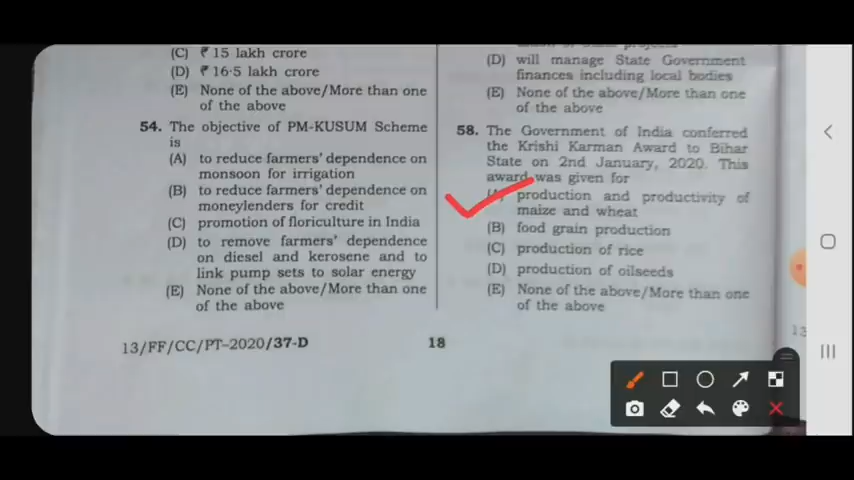 (C) ₹ 15 lakh crore
(D) ₹ 16·5 lakh crore
(E) None of the above/More than one
of the above
54. The objective of PM-KUSUM Scheme
is
(A) to reduce farmers' dependence on
monsoon for irrigation
(B) to reduce farmers' dependence on
moneylenders for credit
(C) promotion of floriculture in India
(D) to remove farmers' dependence
on diesel and kerosene and to
link pump sets to solar energy
(E) None of the above/More than one
of the above
(D) will manage State Government
finances including local bodies
(E) None of the above/More than one
of the above
58. The Government of India conferred
the Krishi Karman Award to Bihar
State on 2nd January, 2020. This
award was given for
(A) production and productivity of
maize and wheat
(B) food grain production
(C) production of rice
(D) production of oilseeds
(E) None of the above/More than one
of the above
13/FF/CC/PT-2020/37-D
18
13